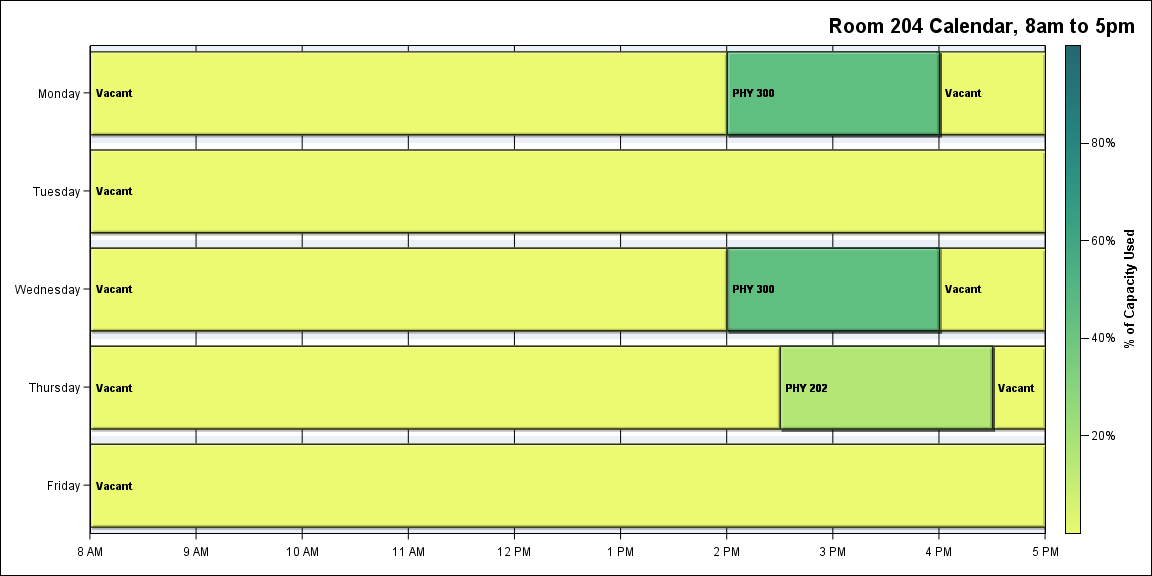 Room 204 Calendar, 8am to 5pm
Monday Vacant PHY 300 Vacant
Tuesday Vacant
Wednesday Vacant PHY 300 Vacant
Thursday Vacant PHY 202 Vacant
Friday Vacant
8 AM 9 AM 10 AM 11 AM 12 PM 1 PM 2 PM 3 PM 4 PM 5 PM
80%
60%
40%
20%
% of Capacity Used